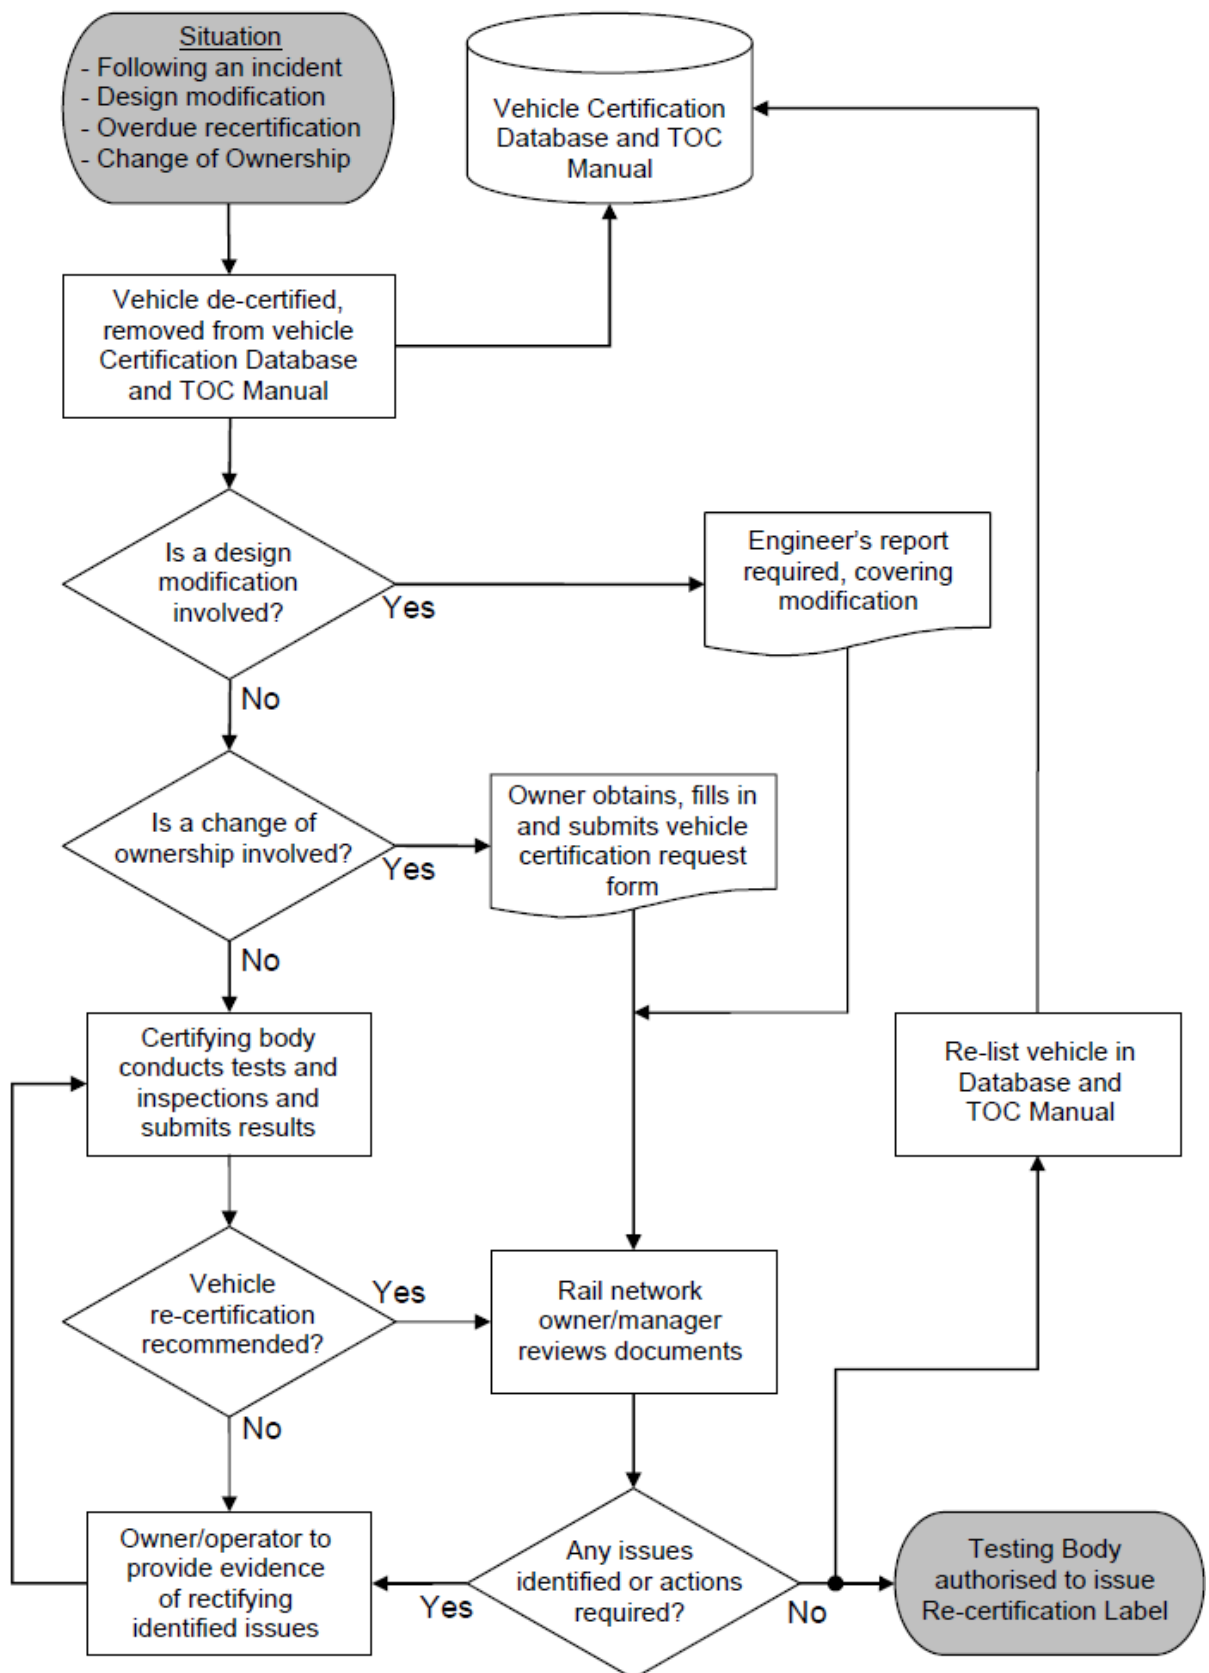 Situation
- Following an incident
- Design modification
- Overdue recertification
- Change of Ownership
Vehicle Certification
Database and TOC
Manual
Vehicle de-certified,
removed from vehicle
Certification Database
and TOC Manual
Is a design
modification
involved?
Yes
No
Engineer's report
required, covering
modification
Is a change of
ownership involved?
Yes
No
Owner obtains, fills in
and submits vehicle
certification request
form
Certifying body
conducts tests and
inspections and
submits results
Re-list vehicle in
Database and
TOC Manual
Vehicle
re-certification
recommended?
Yes
No
Rail network
owner/manager
reviews documents
Owner/operator to
provide evidence
of rectifying
identified issues
Any issues
identified or actions
required?
Yes
No
Testing Body
authorised to issue
Re-certification Label